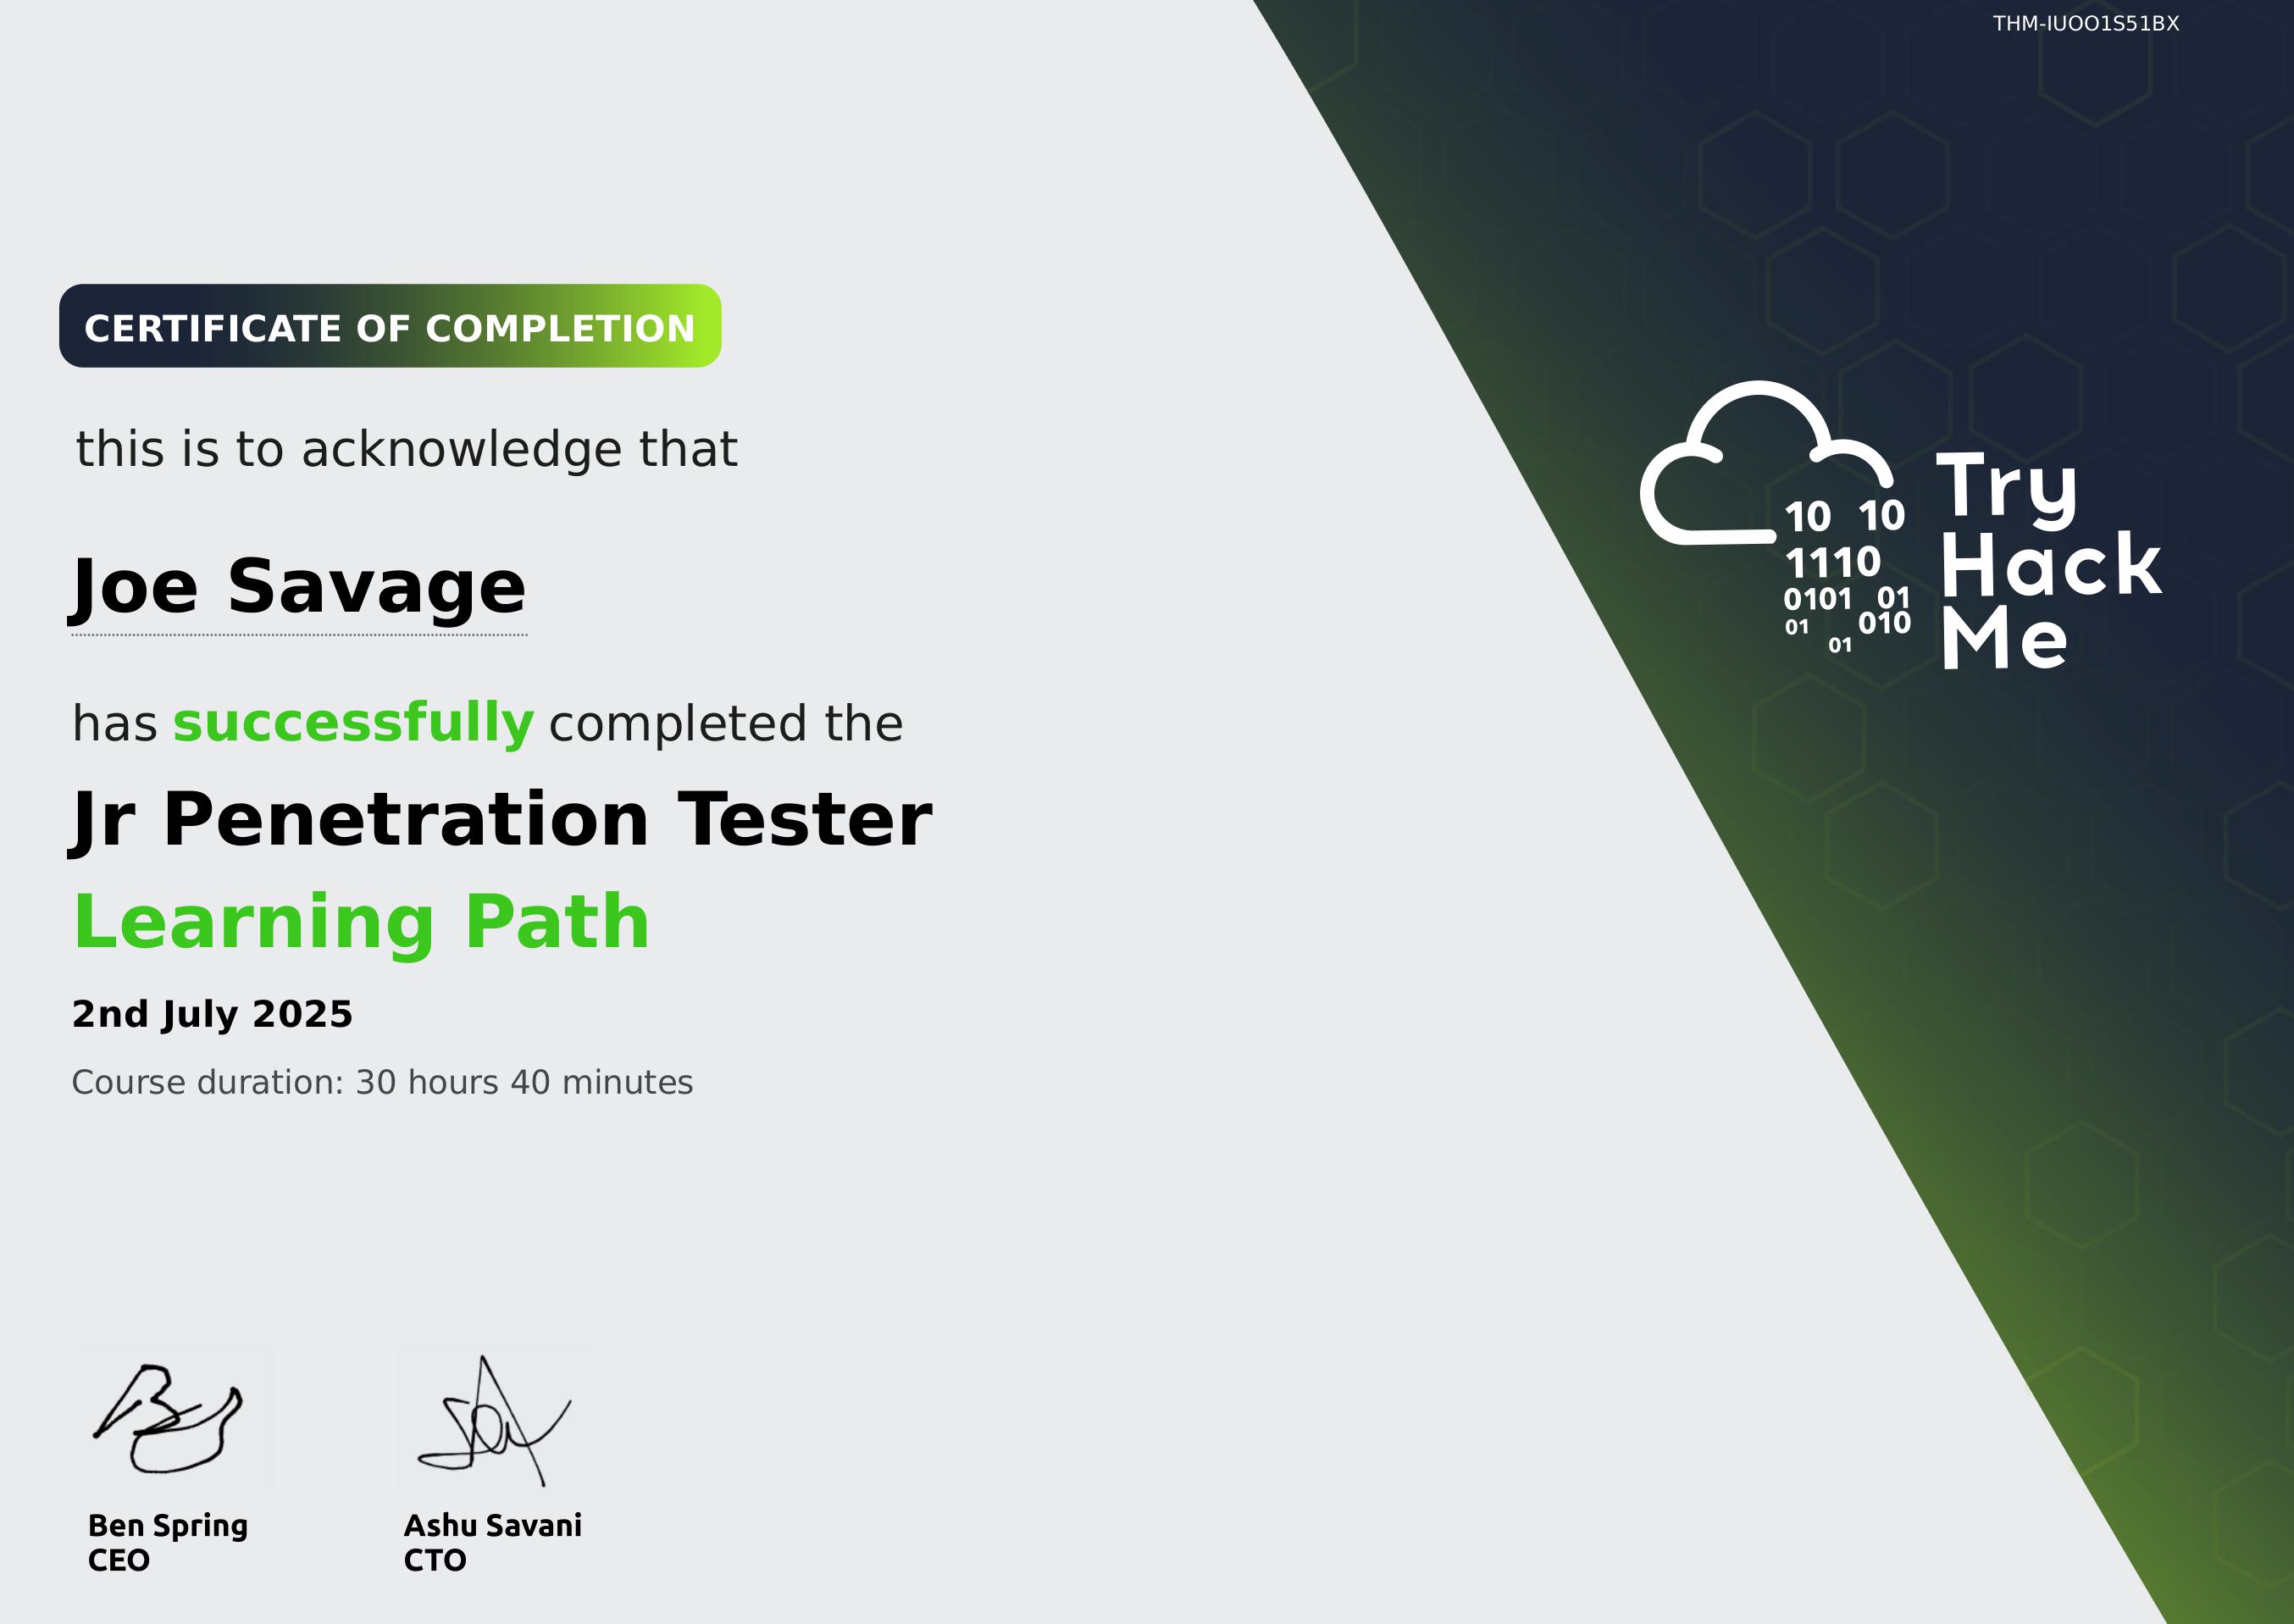 THM-IUOO1S51BX
CERTIFICATE OF COMPLETION
this is to acknowledge that
Joe Savage
has successfully completed the
Jr Penetration Tester
Learning Path
2nd July 2025
Course duration: 30 hours 40 minutes
10 10
1110
0101 01
01 010
01
Try
Hack
Me
Ben Spring
CEO
Ashu Savani
CTO